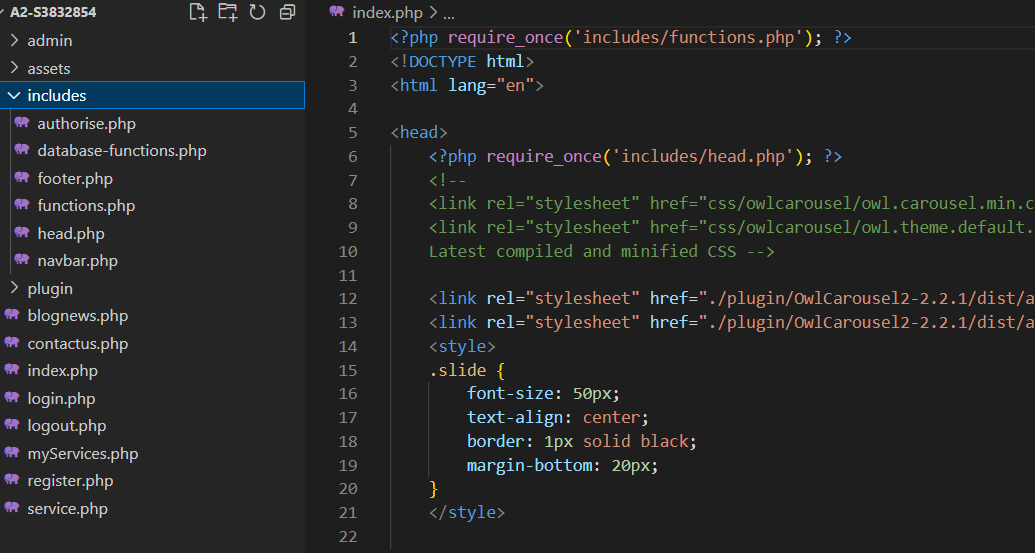 A2-S3832854
admin
assets
includes
authorise.php
database-functions.php
footer.php
functions.php
head.php
navbar.php
plugin
blognews.php
contactus.php
index.php
login.php
logout.php
myServices.php
register.php
service.php
index.php > ...
1 <?php require_once('includes/functions.php'); ?>
2 <!DOCTYPE html>
3 <html lang="en">
4
5 <head>
6 <?php require_once('includes/head.php'); ?>
7 <!--
8 <link rel="stylesheet" href="css/owlcarousel/owl.carousel.min.c
9 <link rel="stylesheet" href="css/owlcarousel/owl.theme.default.
10 Latest compiled and minified CSS -->
11
12 <link rel="stylesheet" href="./plugin/OwlCarousel2-2.2.1/dist/a
13 <link rel="stylesheet" href="./plugin/OwlCarousel2-2.2.1/dist/a
14 <style>
15 .slide {
16 font-size: 50px;
17 text-align: center;
18 border: 1px solid black;
19 margin-bottom: 20px;
20 }
21 </style>
22